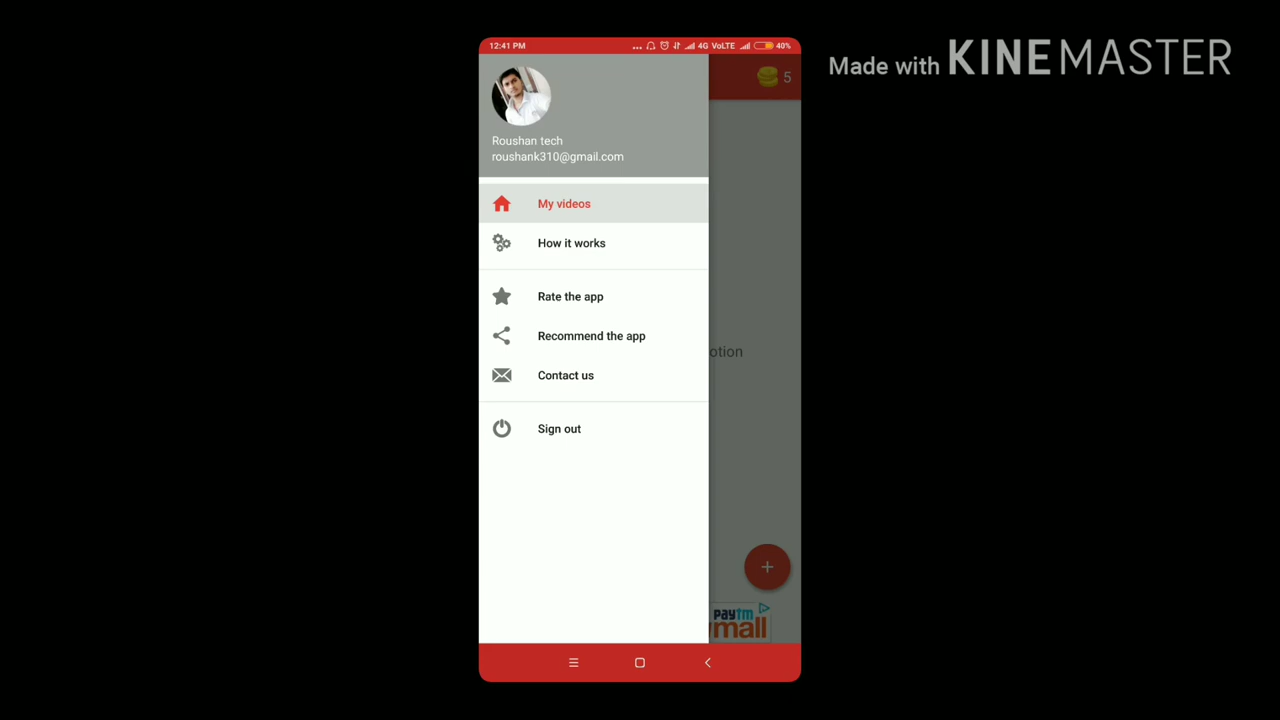 12:41 PM
... 4G VoLTE 40%
Made with KINEMASTER
5
Roushan tech
roushank310@gmail.com
My videos
How it works
Rate the app
Recommend the app
otion
Contact us
Sign out
+
paytm
mall